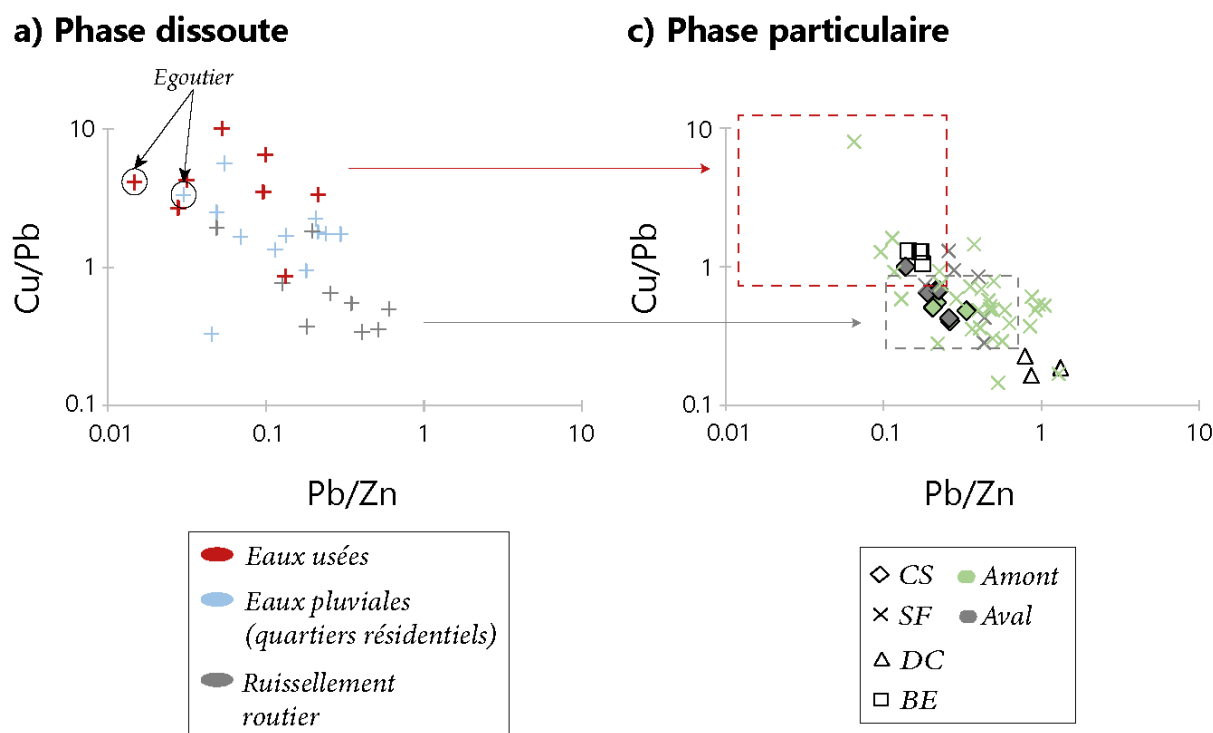 a) Phase dissoute
Egoutier
10
1
0.1
0.01
0.1
1
10
Cu/Pb
Pb/Zn
Eaux usées
Eaux pluviales
(quartiers résidentiels)
Ruissellement
routier
c) Phase particulaire
10
1
0.1
0.01
0.1
1
10
Cu/Pb
Pb/Zn
CS
Amont
SF
Aval
DC
BE